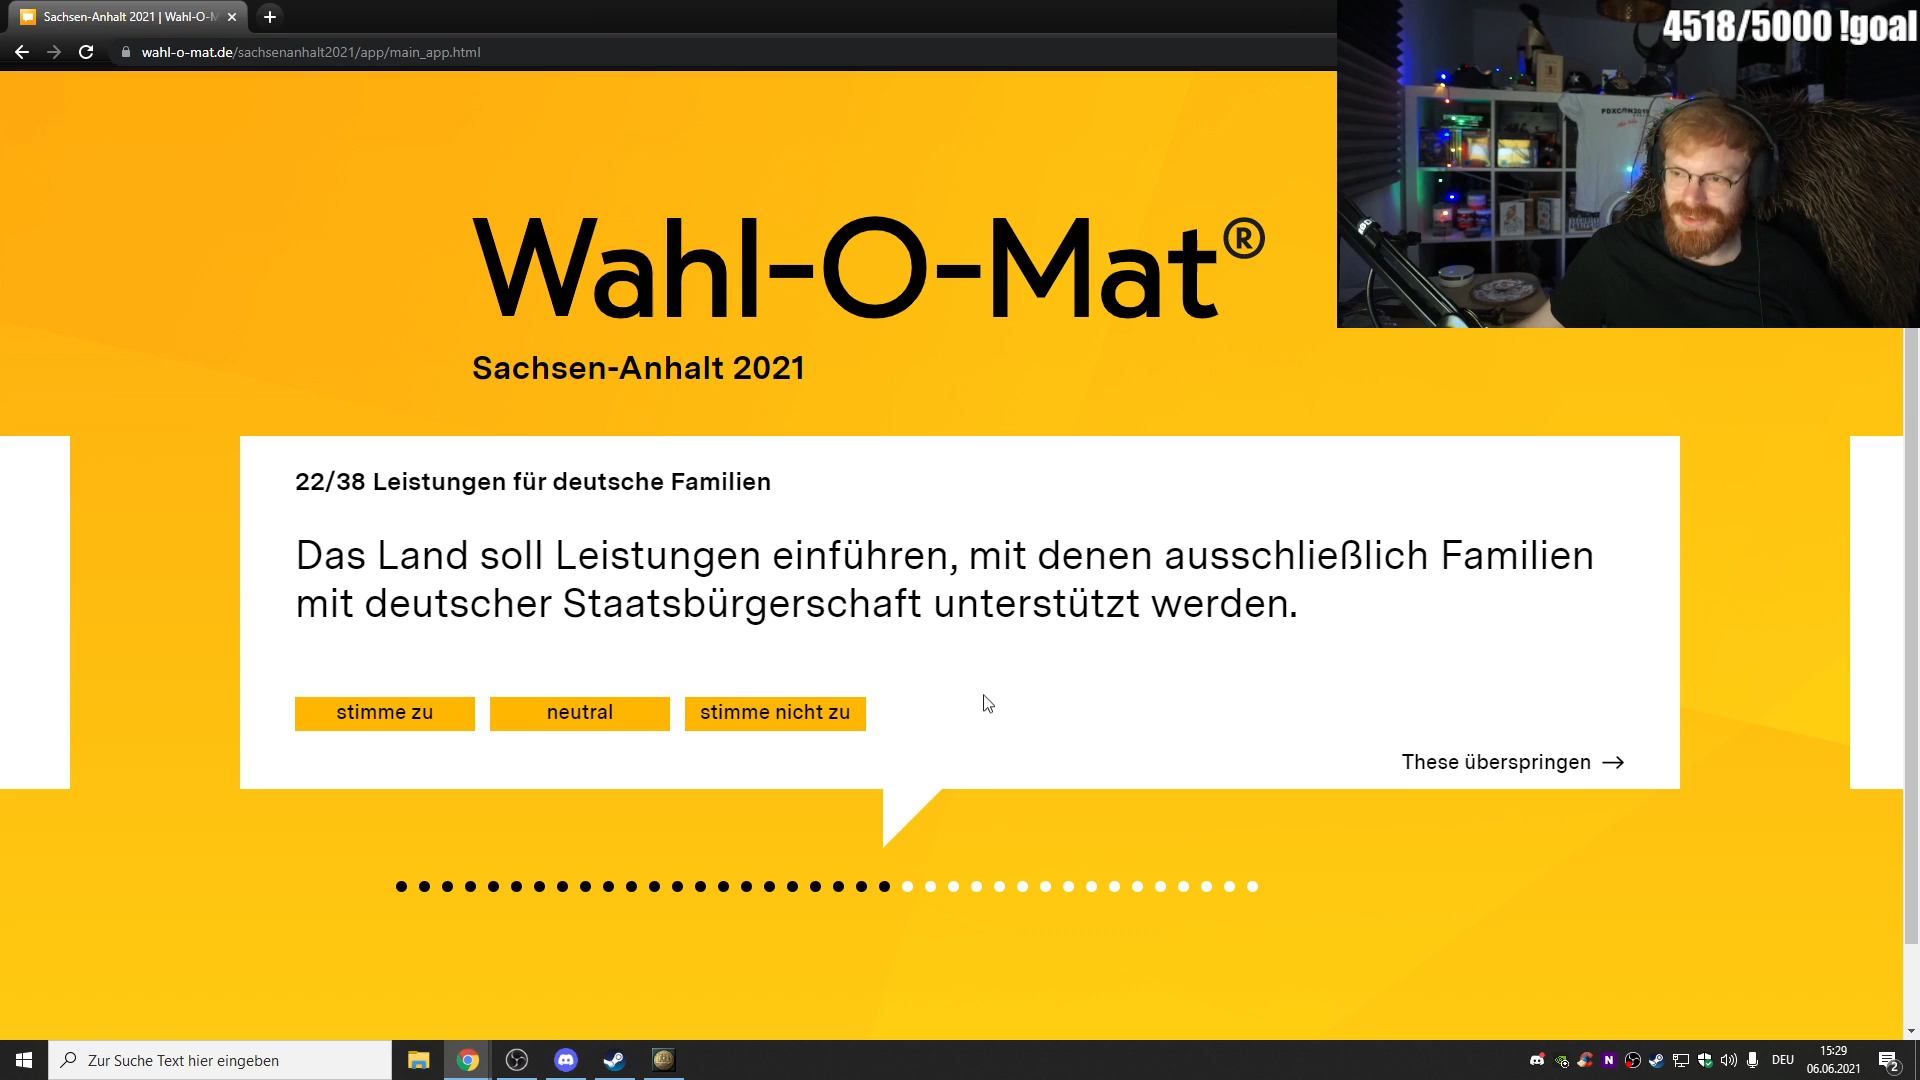 Sachsen-Anhalt 2021 | Wahl-O-M
4518/5000 !goal
wahl-o-mat.de/sachsenanhalt2021/app/main_app.html
PDXCON2019
Wahl-O-Mat®
Sachsen-Anhalt 2021
22/38 Leistungen für deutsche Familien
Das Land soll Leistungen einführen, mit denen ausschließlich Familien
mit deutscher Staatsbürgerschaft unterstützt werden.
stimme zu
neutral
stimme nicht zu
These überspringen →
Zur Suche Text hier eingeben
N
DEU
15:29
06.06.2021
2